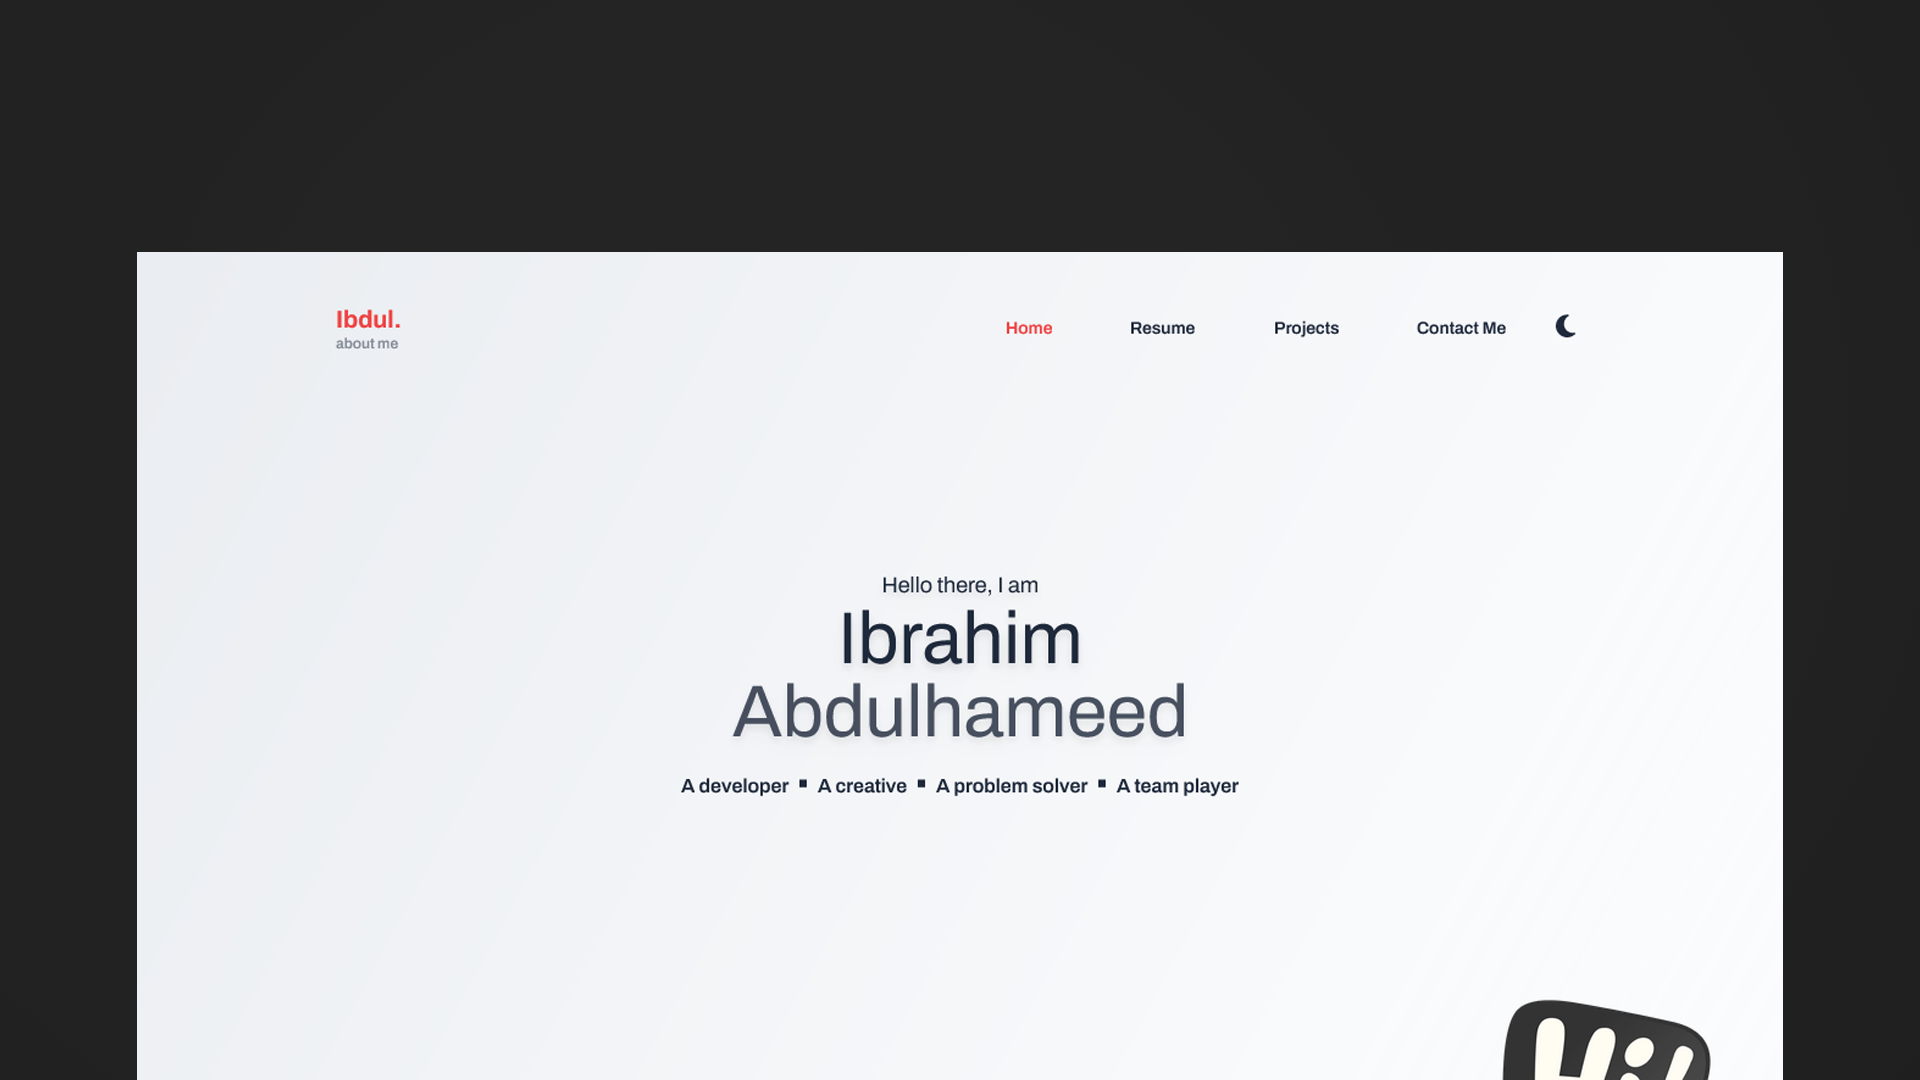 Ibdul.
about me
Home Resume Projects Contact Me
Hello there, I am
Ibrahim
Abdulhameed
A developer ▪ A creative ▪ A problem solver ▪ A team player
Hi!